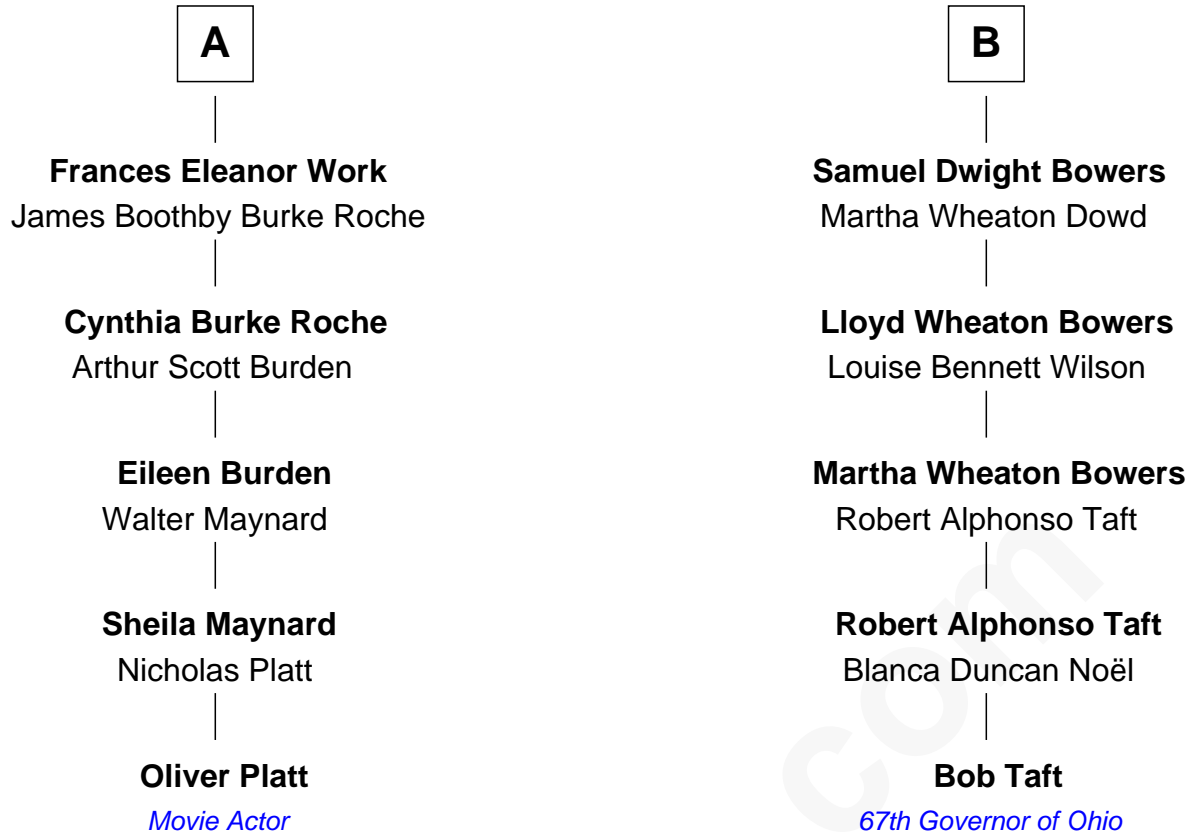 A
Frances Eleanor Work
James Boothby Burke Roche
Cynthia Burke Roche
Arthur Scott Burden
Eileen Burden
Walter Maynard
Sheila Maynard
Nicholas Platt
Oliver Platt
Movie Actor
B
Samuel Dwight Bowers
Martha Wheaton Dowd
Lloyd Wheaton Bowers
Louise Bennett Wilson
Martha Wheaton Bowers
Robert Alphonso Taft
Robert Alphonso Taft
Blanca Duncan Noël
Bob Taft
67th Governor of Ohio
com